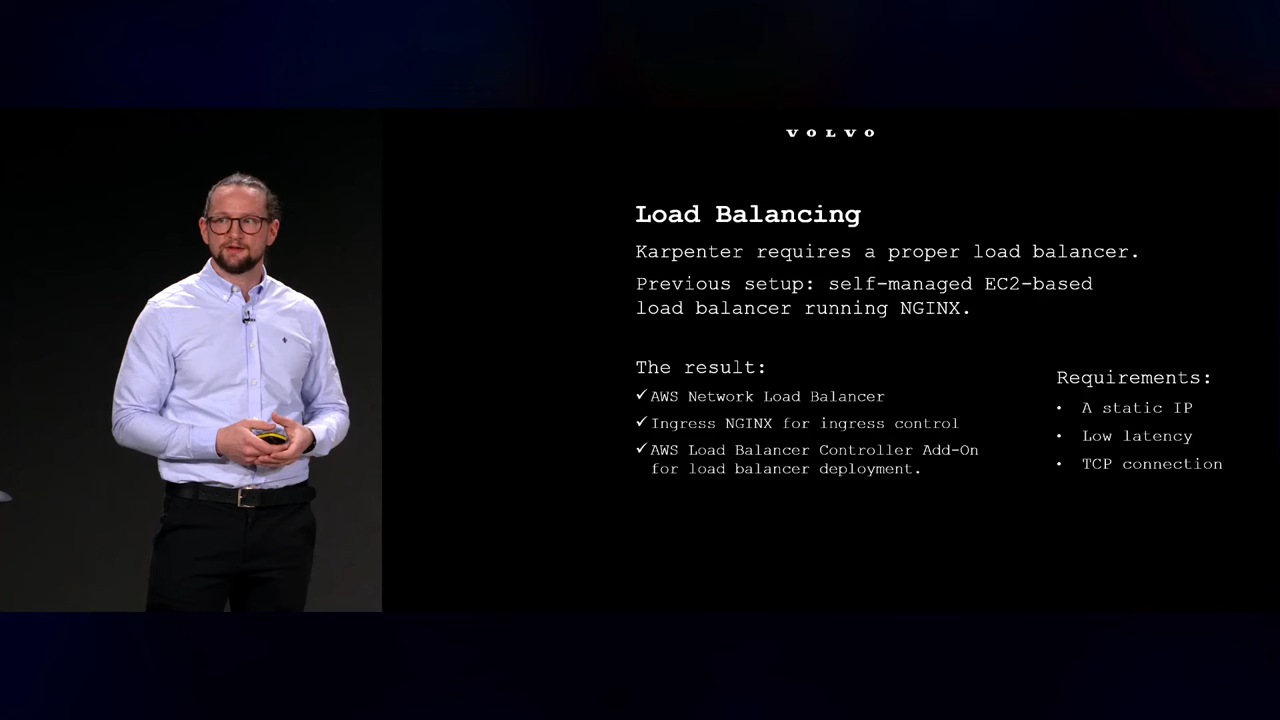 VOLVO
Load Balancing
Karpenter requires a proper load balancer.
Previous setup: self-managed EC2-based
load balancer running NGINX.
The result:
✓AWS Network Load Balancer
✓Ingress NGINX for ingress control
✓AWS Load Balancer Controller Add-On
for load balancer deployment.
Requirements:
• A static IP
• Low latency
• TCP connection